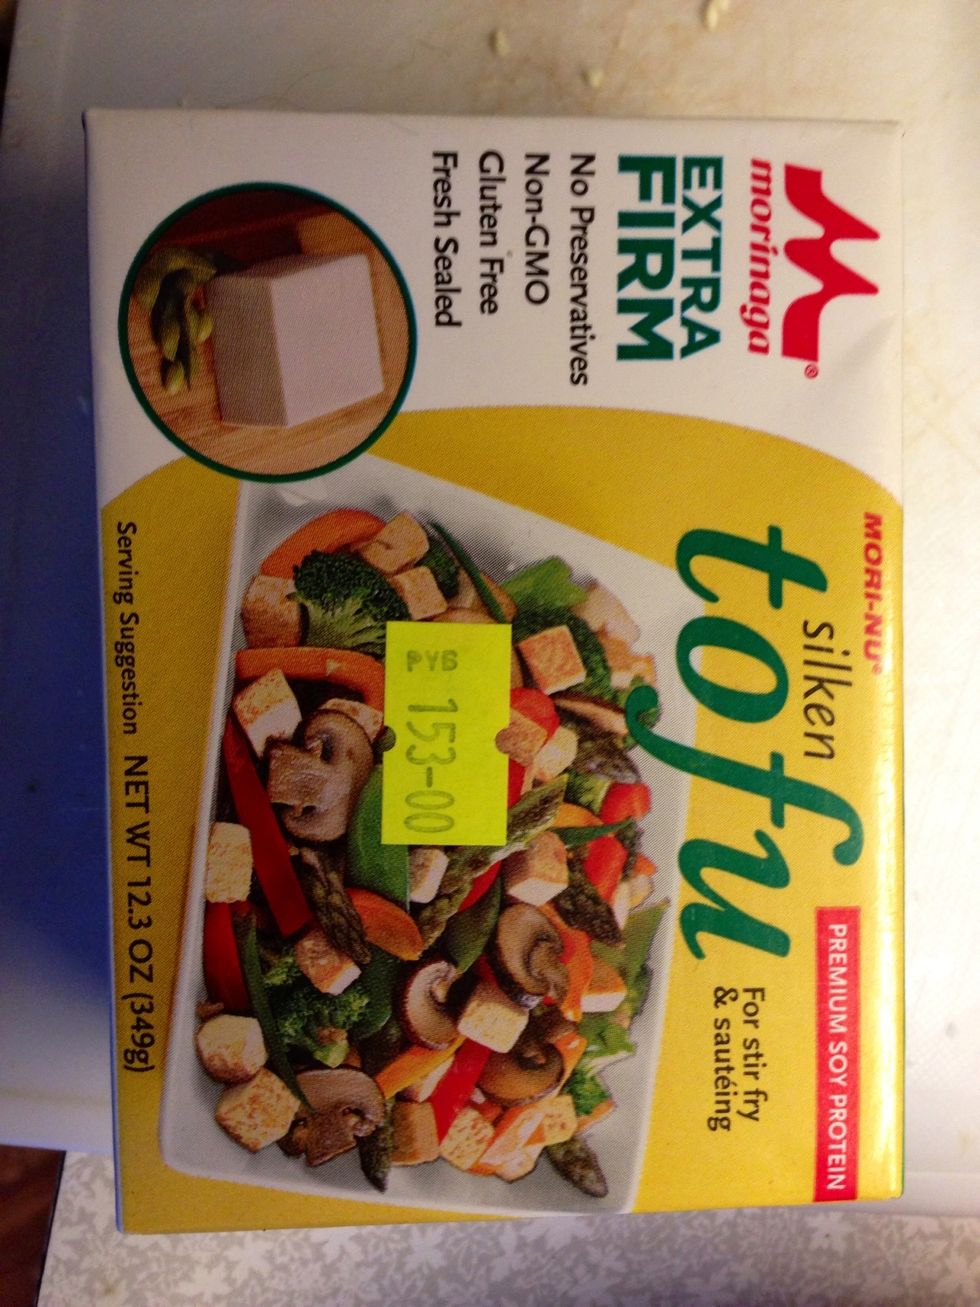 morinaga®
EXTRA
FIRM
No Preservatives
Non-GMO
Gluten Free
Fresh Sealed
MORI-NU®
silken
tofu
PREMIUM SOY PROTEIN
For stir fry
& sautéing
153-00
Serving Suggestion NET WT 12.3 OZ (349g)